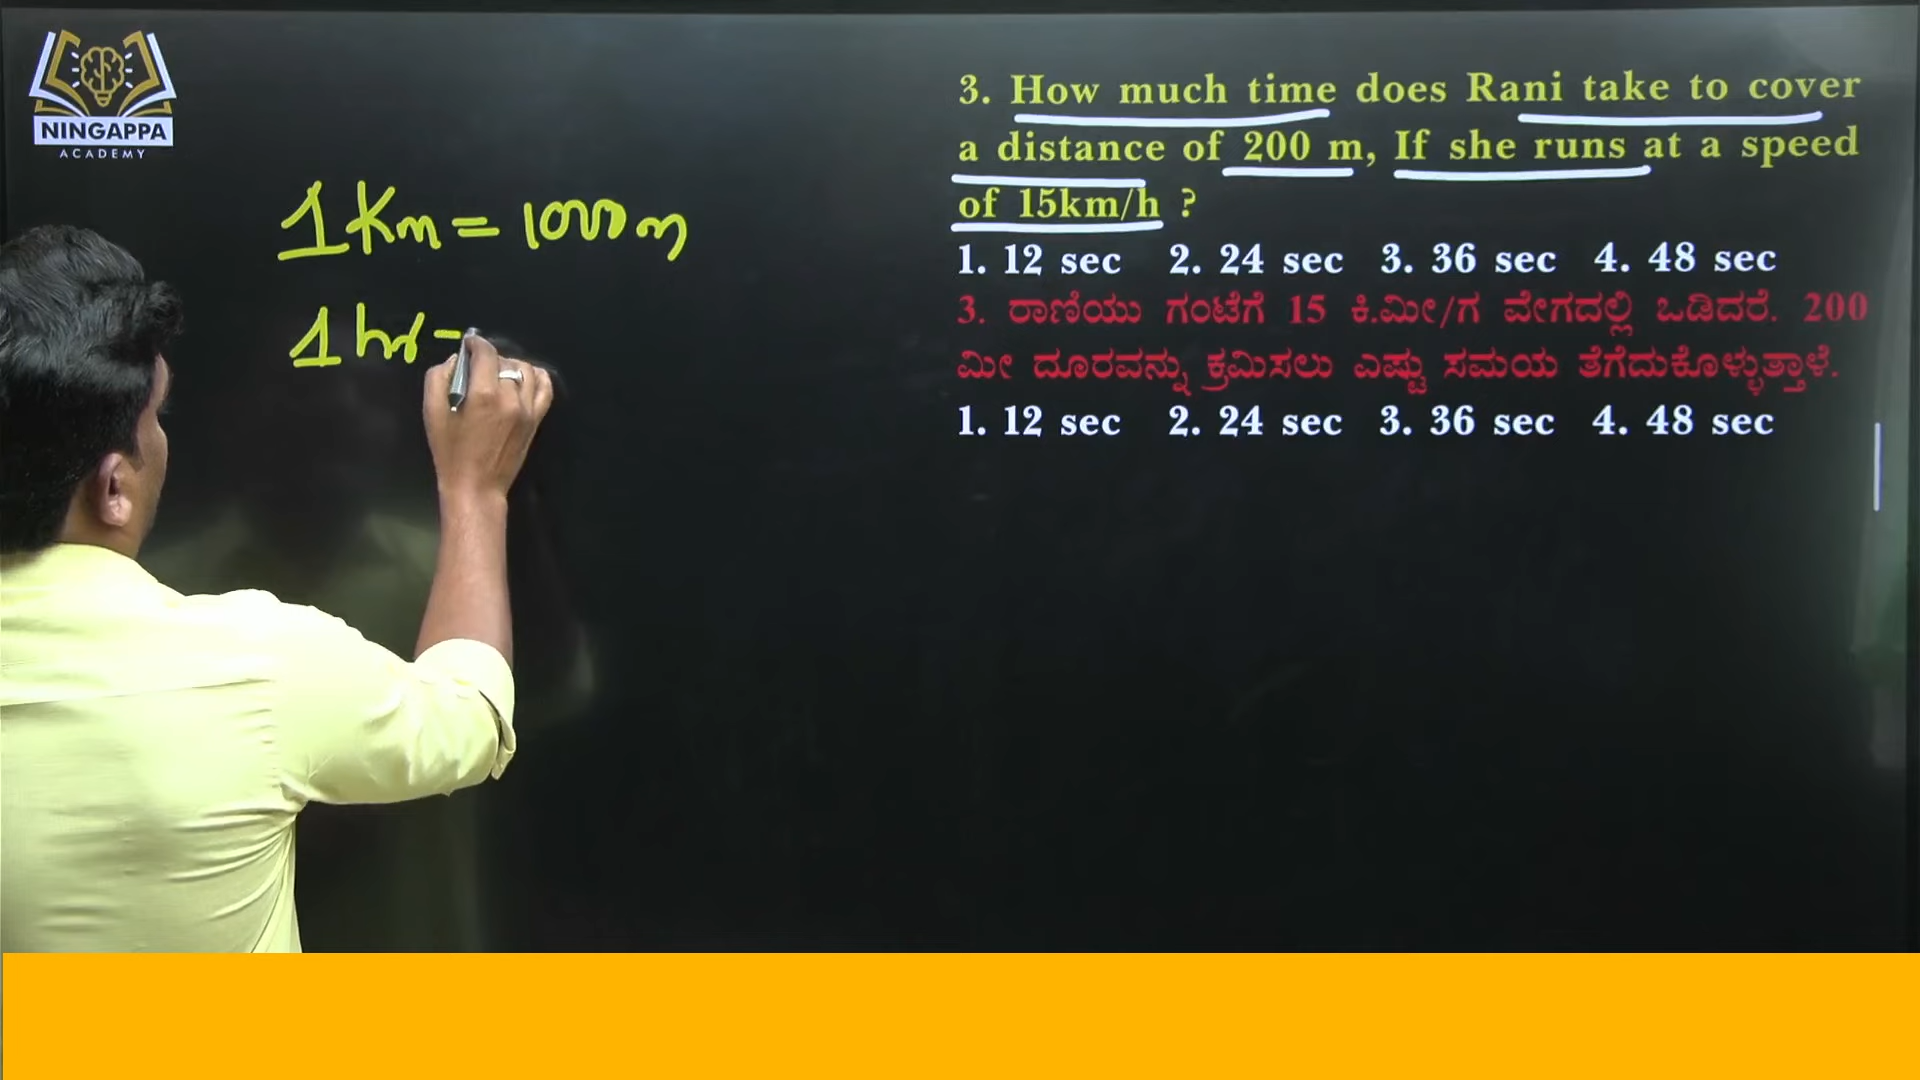 NINGAPPA
ACADEMY
1 Km = 1000 m
1 hr =
3. How much time does Rani take to cover
a distance of 200 m, If she runs at a speed
of 15km/h ?
1. 12 sec 2. 24 sec 3. 36 sec 4. 48 sec
3. ರಾಣಿಯು ಗಂಟೆಗೆ 15 ಕಿ.ಮೀ/ಗ ವೇಗದಲ್ಲಿ ಒಡಿದರೆ. 200
ಮೀ ದೂರವನ್ನು ಕ್ರಮಿಸಲು ಎಷ್ಟು ಸಮಯ ತೆಗೆದುಕೊಳ್ಳುತ್ತಾಳೆ.
1. 12 sec 2. 24 sec 3. 36 sec 4. 48 sec